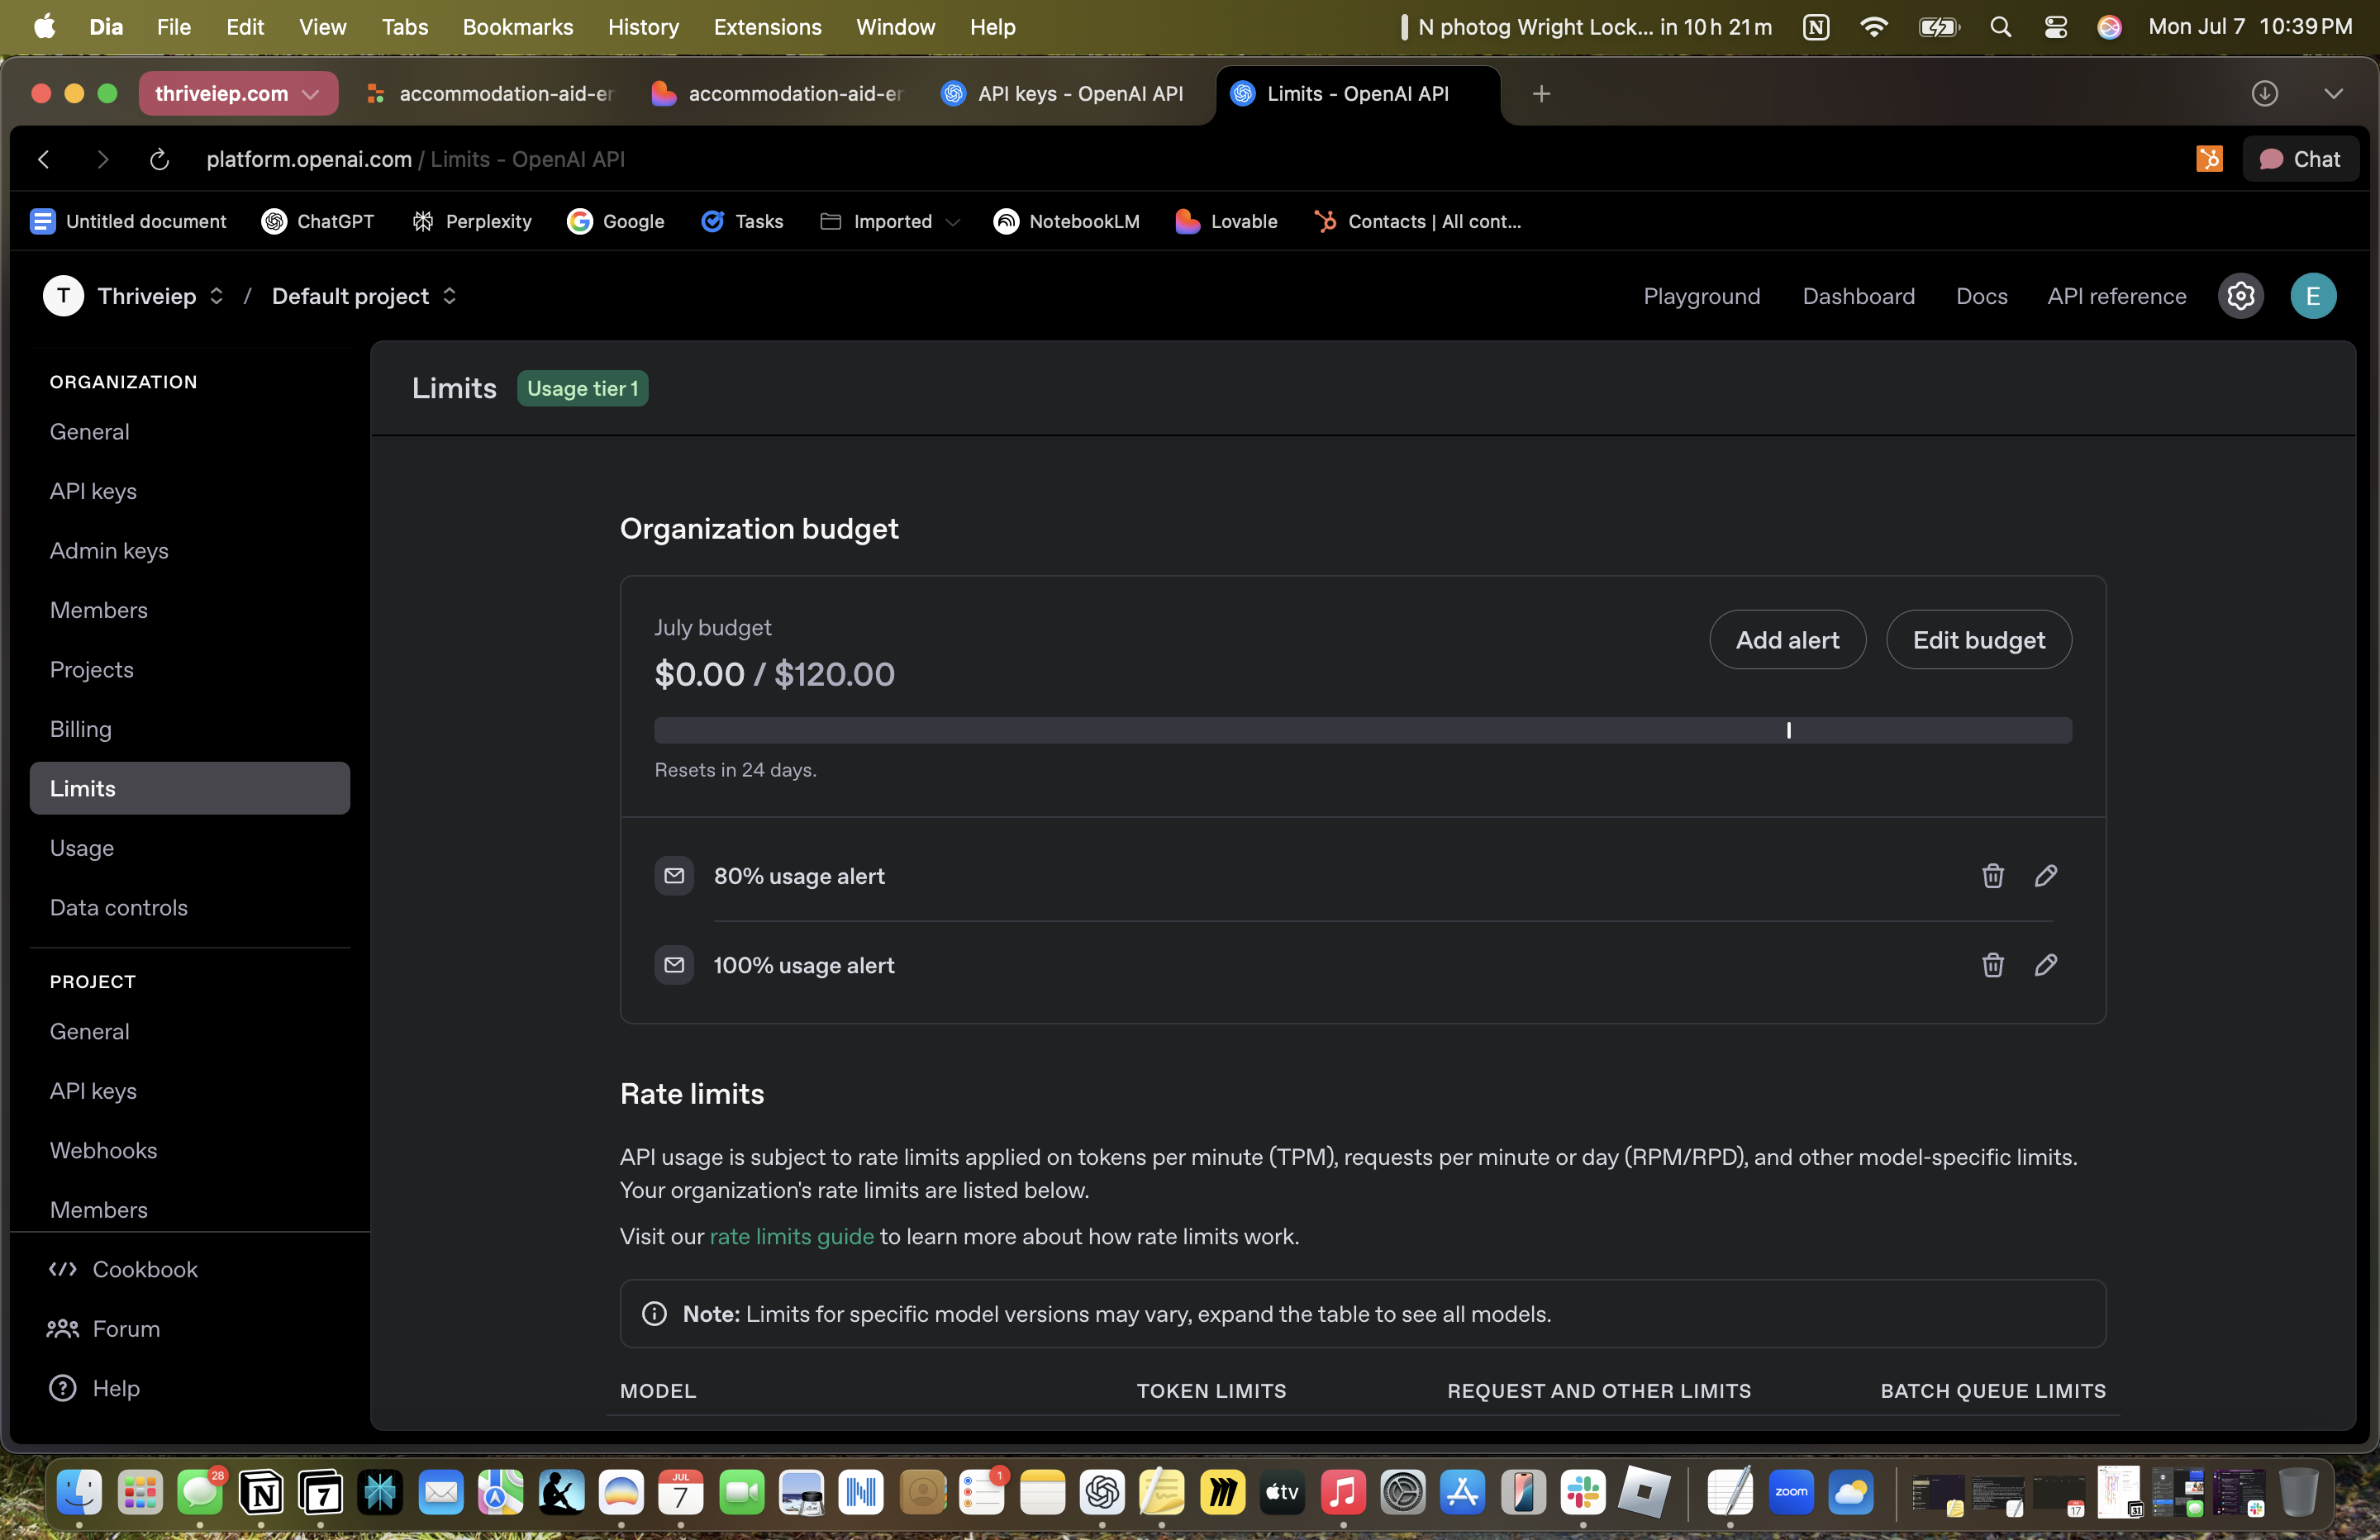 Dia File Edit View Tabs Bookmarks History Extensions Window Help N photog Wright Lock... in 10 h 21 m Mon Jul 7 10:39 PM
thriveiep.com accommodation-aid-er accommodation-aid-er API keys - OpenAI API Limits - OpenAI API
platform.openai.com / Limits - OpenAI API Chat
Untitled document ChatGPT Perplexity Google Tasks Imported NotebookLM Lovable Contacts | All cont...
T Thriveiep / Default project Playground Dashboard Docs API reference E
ORGANIZATION
General
API keys
Admin keys
Members
Projects
Billing
Limits
Usage
Data controls
PROJECT
General
API keys
Webhooks
Members
Cookbook
Forum
Help
Limits Usage tier 1
Organization budget
July budget
$0.00 / $120.00
Add alert Edit budget
Resets in 24 days.
80% usage alert
100% usage alert
Rate limits
API usage is subject to rate limits applied on tokens per minute (TPM), requests per minute or day (RPM/RPD), and other model-specific limits.
Your organization's rate limits are listed below.
Visit our rate limits guide to learn more about how rate limits work.
Note: Limits for specific model versions may vary, expand the table to see all models.
MODEL TOKEN LIMITS REQUEST AND OTHER LIMITS BATCH QUEUE LIMITS
28 7 JUL 7 1 tv zoom 17